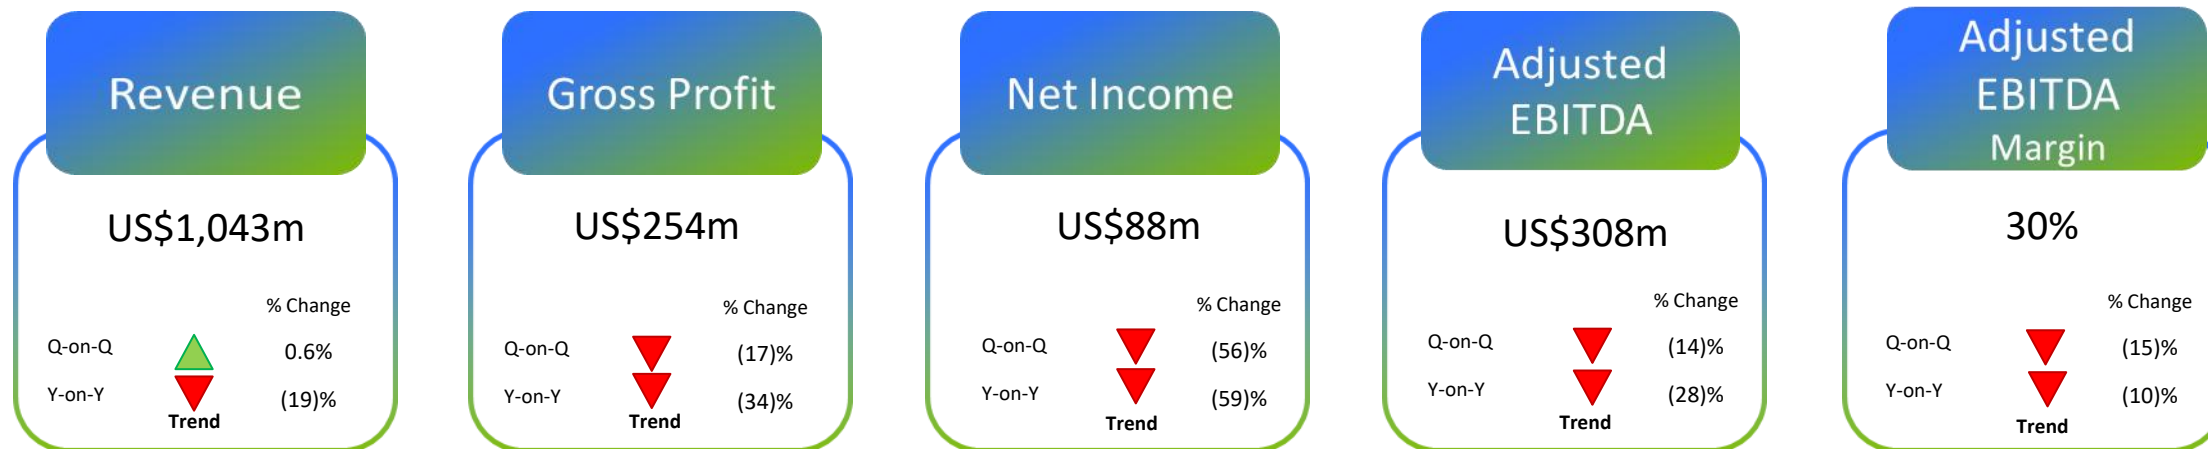 Revenue
US$1,043m
% Change
Q-on-Q 0.6%
Y-on-Y (19)%
Trend
Gross Profit
US$254m
% Change
Q-on-Q (17)%
Y-on-Y (34)%
Trend
Net Income
US$88m
% Change
Q-on-Q (56)%
Y-on-Y (59)%
Trend
Adjusted
EBITDA
US$308m
% Change
Q-on-Q (14)%
Y-on-Y (28)%
Trend
Adjusted
EBITDA
Margin
30%
% Change
Q-on-Q (15)%
Y-on-Y (10)%
Trend